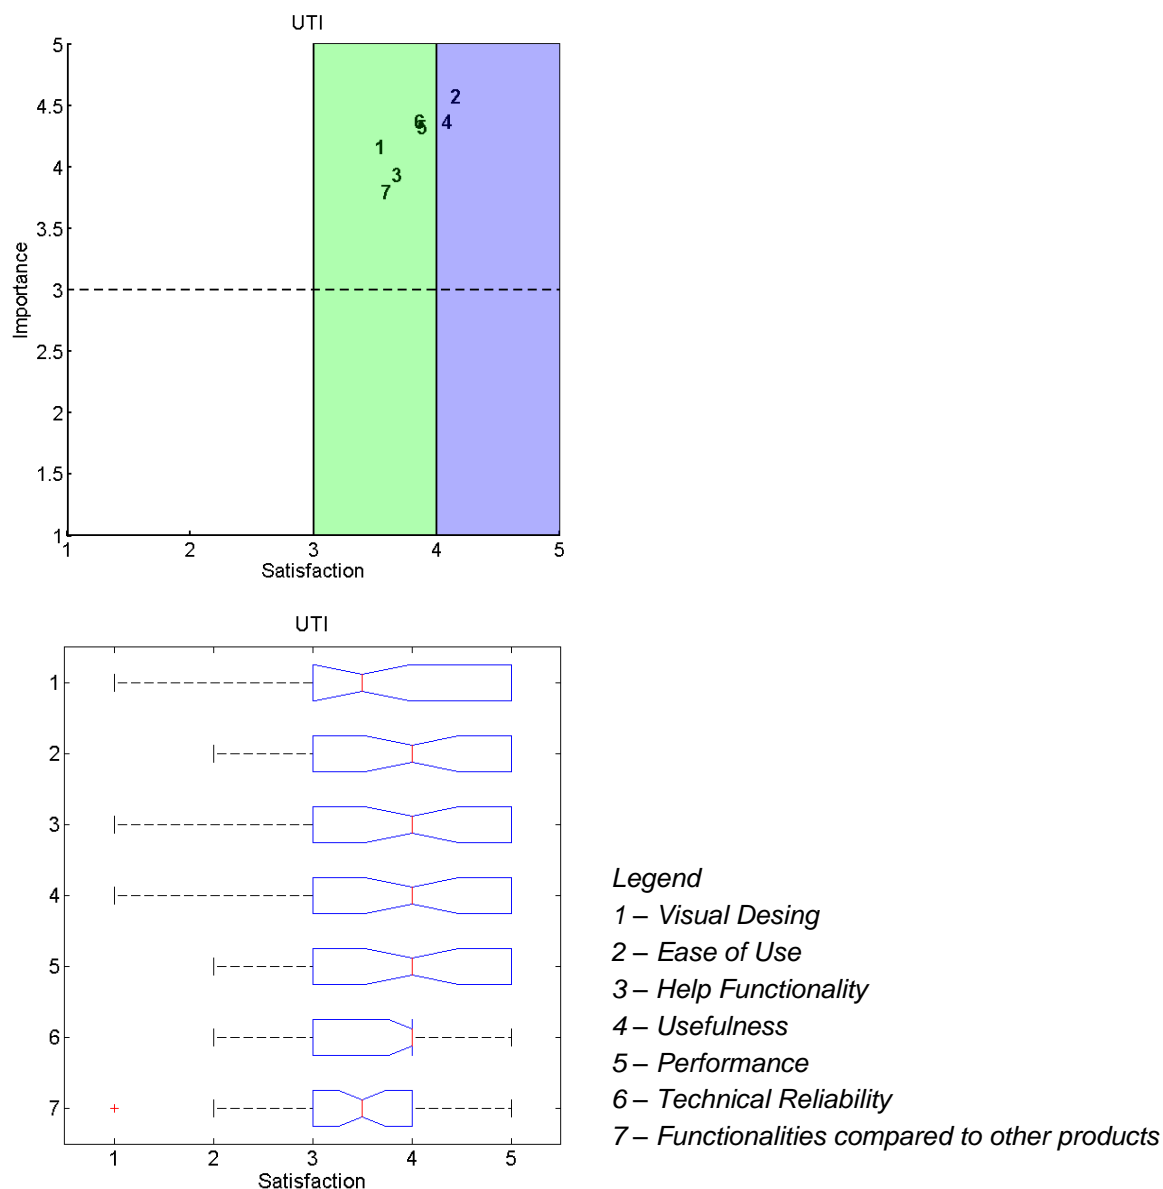 UTI
5
4.5
4
3.5
3
2.5
2
1.5
1
Importance
2
4
6
5
1
3
7
1 2 3 4 5
Satisfaction
UTI
1
2
3
4
5
6
7
1 2 3 4 5
Satisfaction
Legend
1 – Visual Desing
2 – Ease of Use
3 – Help Functionality
4 – Usefulness
5 – Performance
6 – Technical Reliability
7 – Functionalities compared to other products